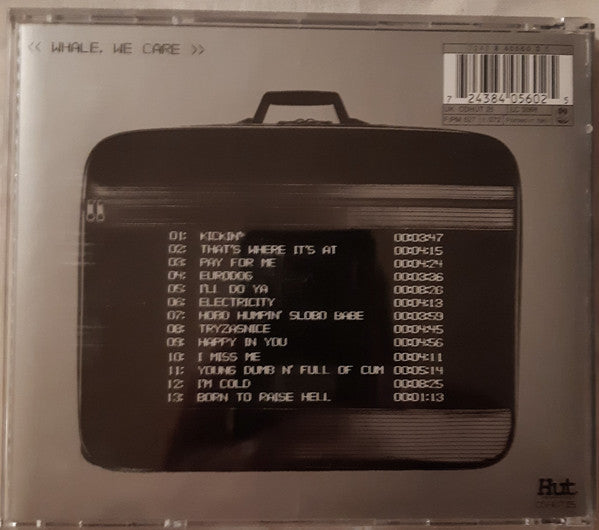 << WHALE, WE CARE >>
7 24384 05602 5
01: KICKIN' 00:03:47
02: THAT'S WHERE IT'S AT 00:04:15
03: PAY FOR ME 00:04:24
04: EURODOG 00:03:36
05: I'LL DO YA 00:08:26
06: ELECTRICITY 00:04:13
07: HOBO HUMPIN' SLOBO BABE 00:03:59
08: TRYZASNICE 00:04:45
09: HAPPY IN YOU 00:04:56
10: I MISS ME 00:04:11
11: YOUNG DUMB N' FULL OF CUM 00:05:14
12: I'M COLD 00:08:25
13: BORN TO RAISE HELL 00:01:13
Hut
CDHUT25